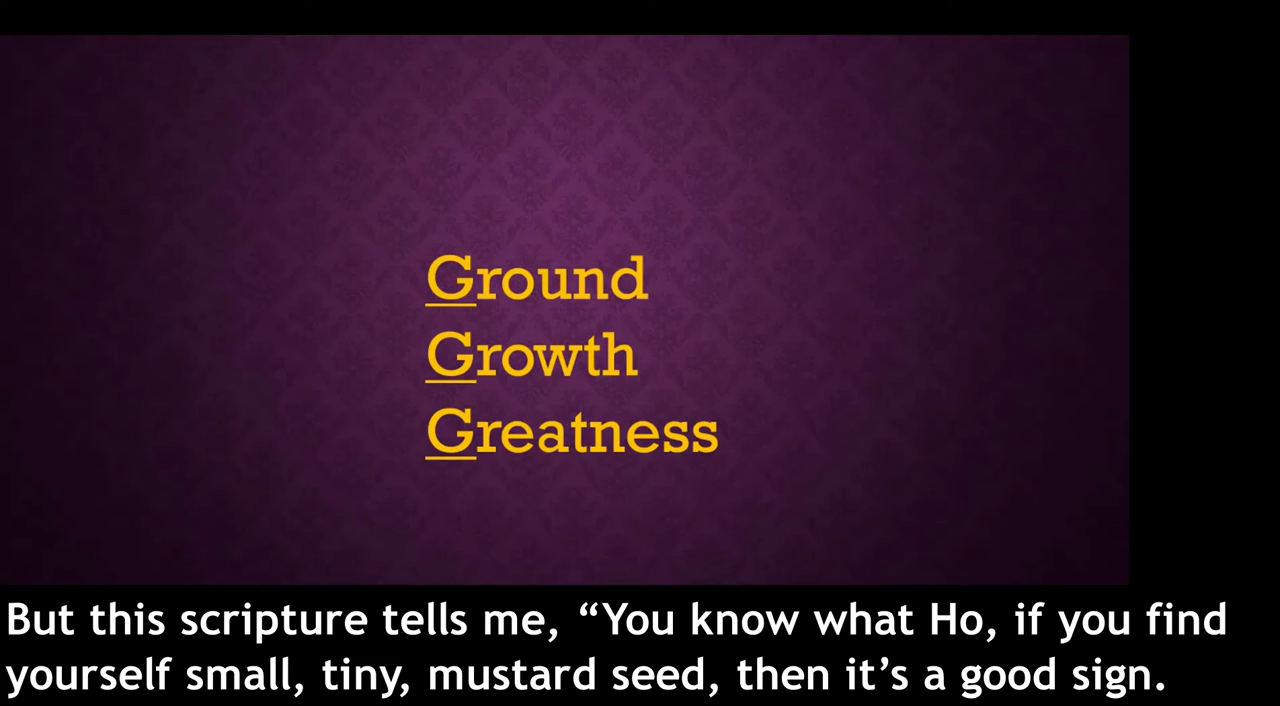 Ground
Growth
Greatness
But this scripture tells me, “You know what Ho, if you find
yourself small, tiny, mustard seed, then it’s a good sign.